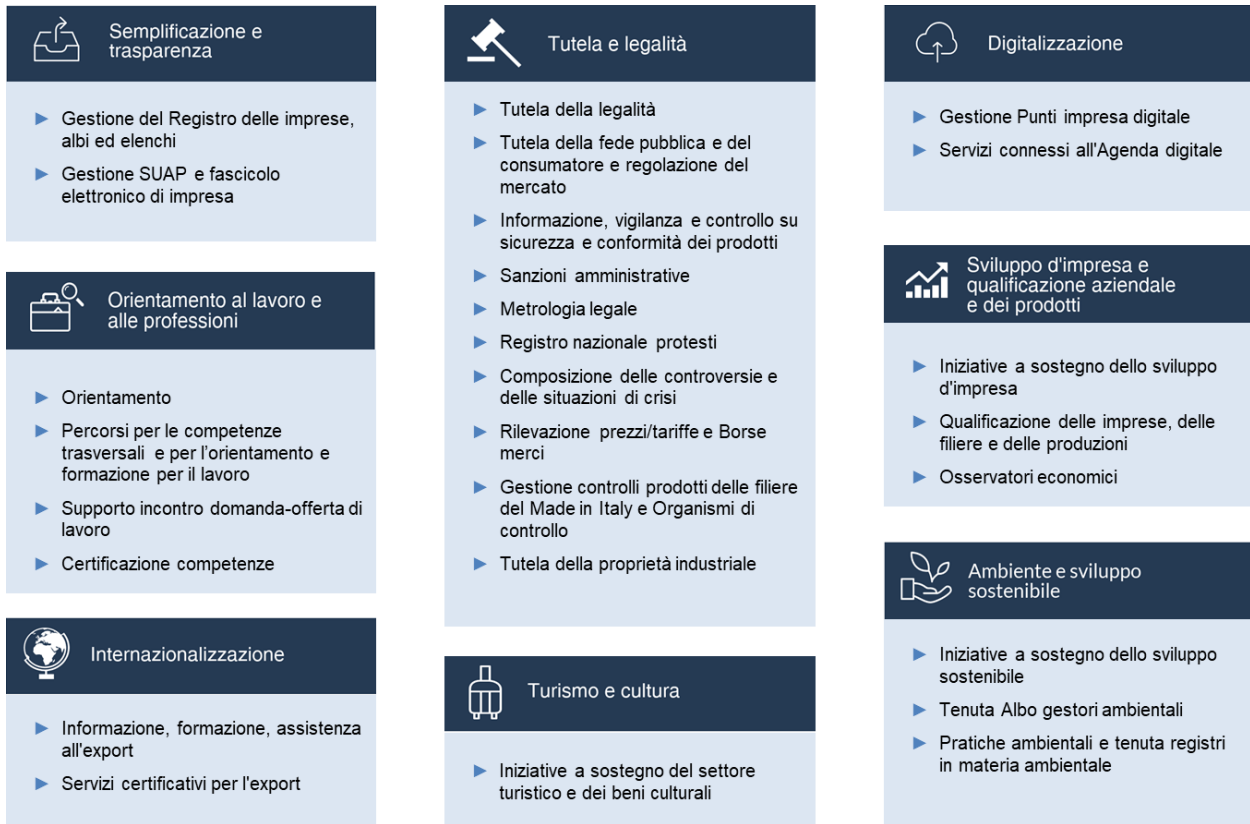 Semplificazione e
trasparenza
Gestione del Registro delle imprese,
albi ed elenchi
Gestione SUAP e fascicolo
elettronico di impresa
Orientamento al lavoro e
alle professioni
Orientamento
Percorsi per le competenze
trasversali e per l'orientamento e
formazione per il lavoro
Supporto incontro domanda-offerta di
lavoro
Certificazione competenze
Internazionalizzazione
Informazione, formazione, assistenza
all'export
Servizi certificativi per l'export
Tutela e legalità
Tutela della legalità
Tutela della fede pubblica e del
consumatore e regolazione del
mercato
Informazione, vigilanza e controllo su
sicurezza e conformità dei prodotti
Sanzioni amministrative
Metrologia legale
Registro nazionale protesti
Composizione delle controversie e
delle situazioni di crisi
Rilevazione prezzi/tariffe e Borse
merci
Gestione controlli prodotti delle filiere
del Made in Italy e Organismi di
controllo
Tutela della proprietà industriale
Turismo e cultura
Iniziative a sostegno del settore
turistico e dei beni culturali
Digitalizzazione
Gestione Punti impresa digitale
Servizi connessi all'Agenda digitale
Sviluppo d'impresa e
qualificazione aziendale
e dei prodotti
Iniziative a sostegno dello sviluppo
d'impresa
Qualificazione delle imprese, delle
filiere e delle produzioni
Osservatori economici
Ambiente e sviluppo
sostenibile
Iniziative a sostegno dello sviluppo
sostenibile
Tenuta Albo gestori ambientali
Pratiche ambientali e tenuta registri
in materia ambientale